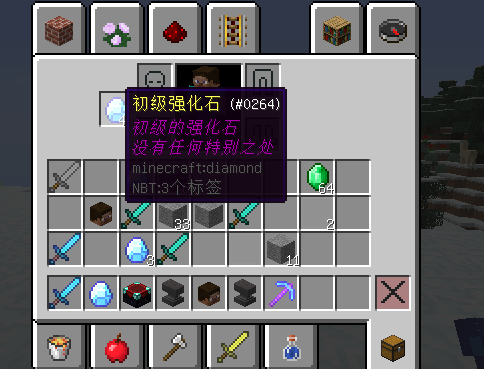 初级强化石 (#0264)
初级的强化石
没有任何特别之处
minecraft:diamond
NBT:3个标签
64
33
2
3
11